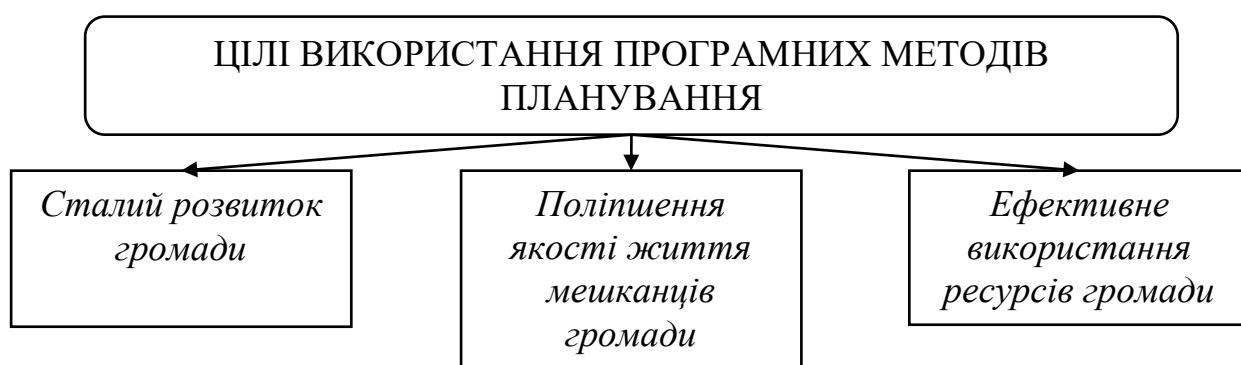 ЦІЛІ ВИКОРИСТАННЯ ПРОГРАМНИХ МЕТОДІВ
ПЛАНУВАННЯ
Сталий розвиток
громади
Поліпшення
якості життя
мешканців
громади
Ефективне
використання
ресурсів громади